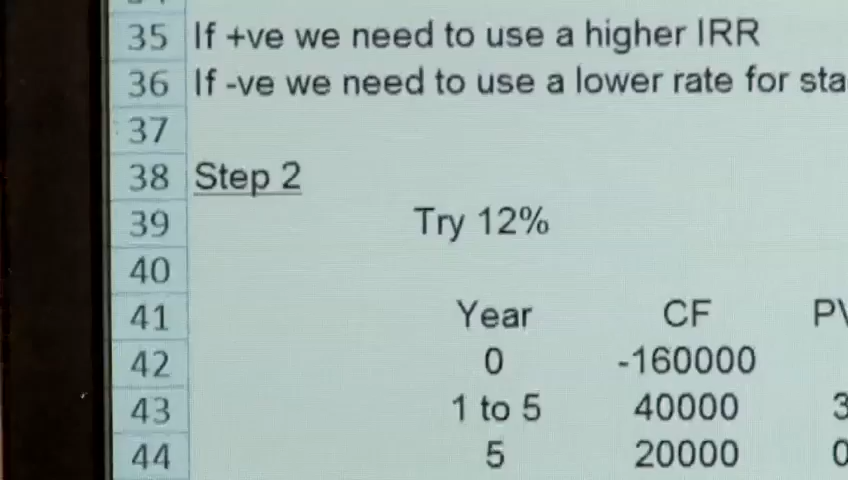 35 If +ve we need to use a higher IRR
36 If -ve we need to use a lower rate for
37
38 Step 2
39 Try 12%
40
41 Year CF
42 0 -160000
43 1 to 5 40000
44 5 20000